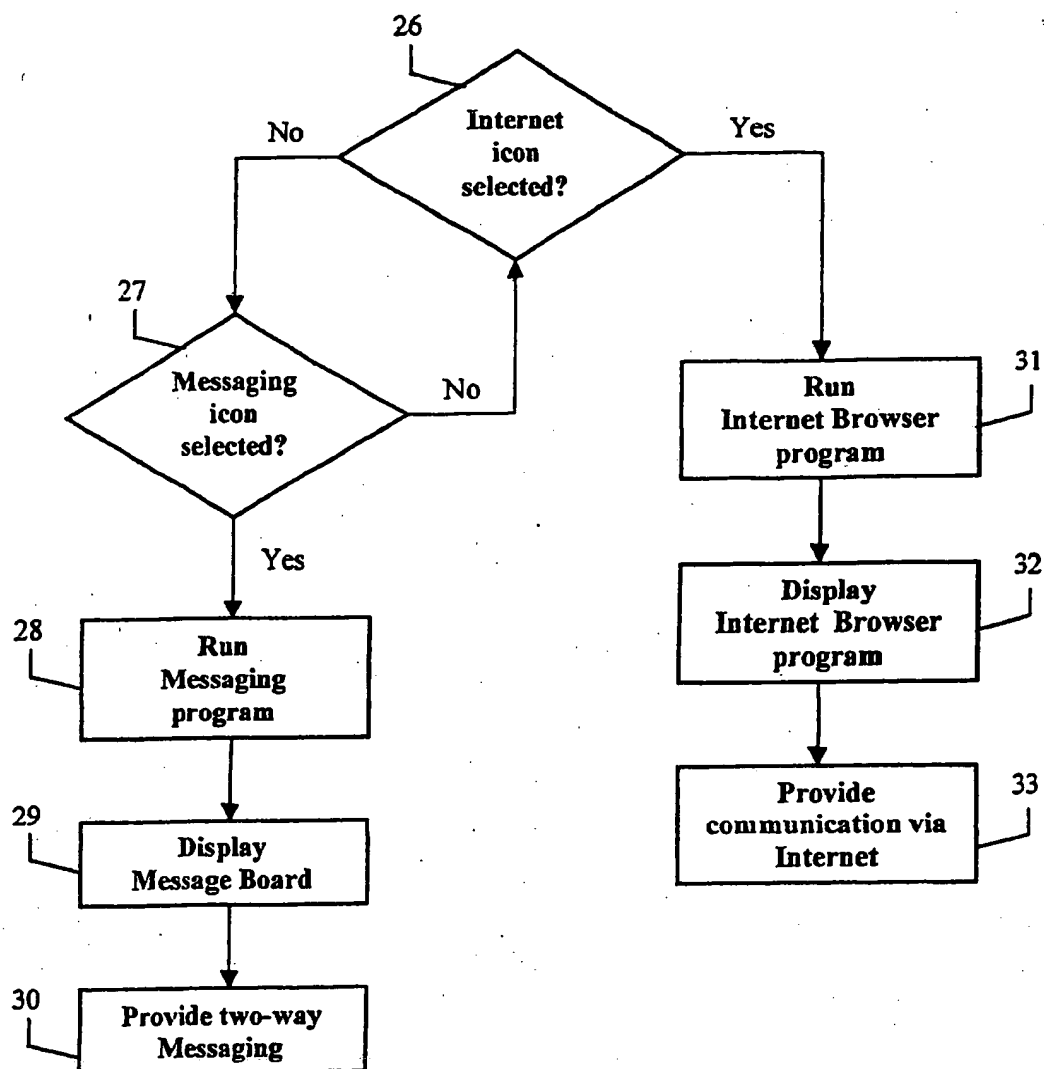 26
Internet
icon
selected?
No
Yes
27
Messaging
icon
selected?
No
Yes
31
Run
Internet Browser
program
32
Display
Internet Browser
program
28
Run
Messaging
program
33
Provide
communication via
Internet
29
Display
Message Board
30
Provide two-way
Messaging